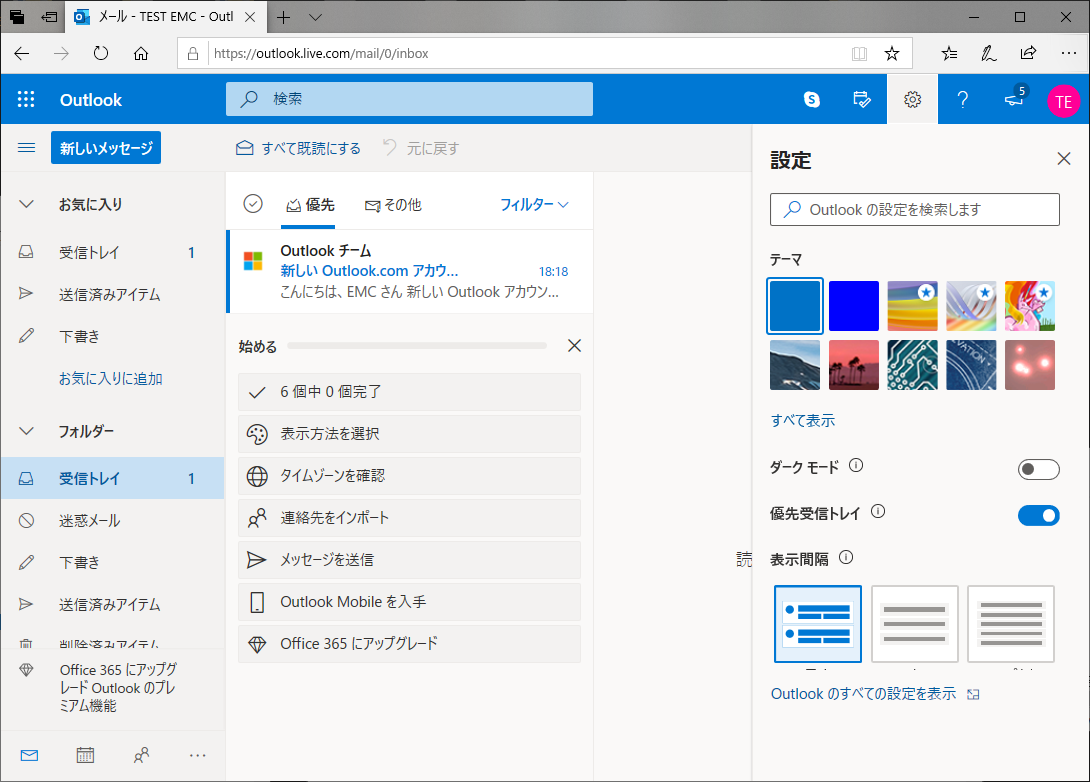 メール - TEST EMC - Outl
https://outlook.live.com/mail/0/inbox
Outlook
検索
5
TE
新しいメッセージ
すべて既読にする
元に戻す
お気に入り
受信トレイ 1
送信済みアイテム
下書き
お気に入りに追加
フォルダー
受信トレイ 1
迷惑メール
下書き
送信済みアイテム
削除済みアイテム
Office 365 にアップグ
レード Outlook のプレ
ミアム機能
優先
その他
フィルター
Outlook チーム
新しい Outlook.com アカウ... 18:18
こんにちは、EMC さん 新しい Outlook アカウン...
始める
6 個中 0 個完了
表示方法を選択
タイムゾーンを確認
連絡先をインポート
メッセージを送信
Outlook Mobile を入手
Office 365 にアップグレード
読
設定
Outlook の設定を検索します
テーマ
すべて表示
ダーク モード
優先受信トレイ
表示間隔
Outlook のすべての設定を表示